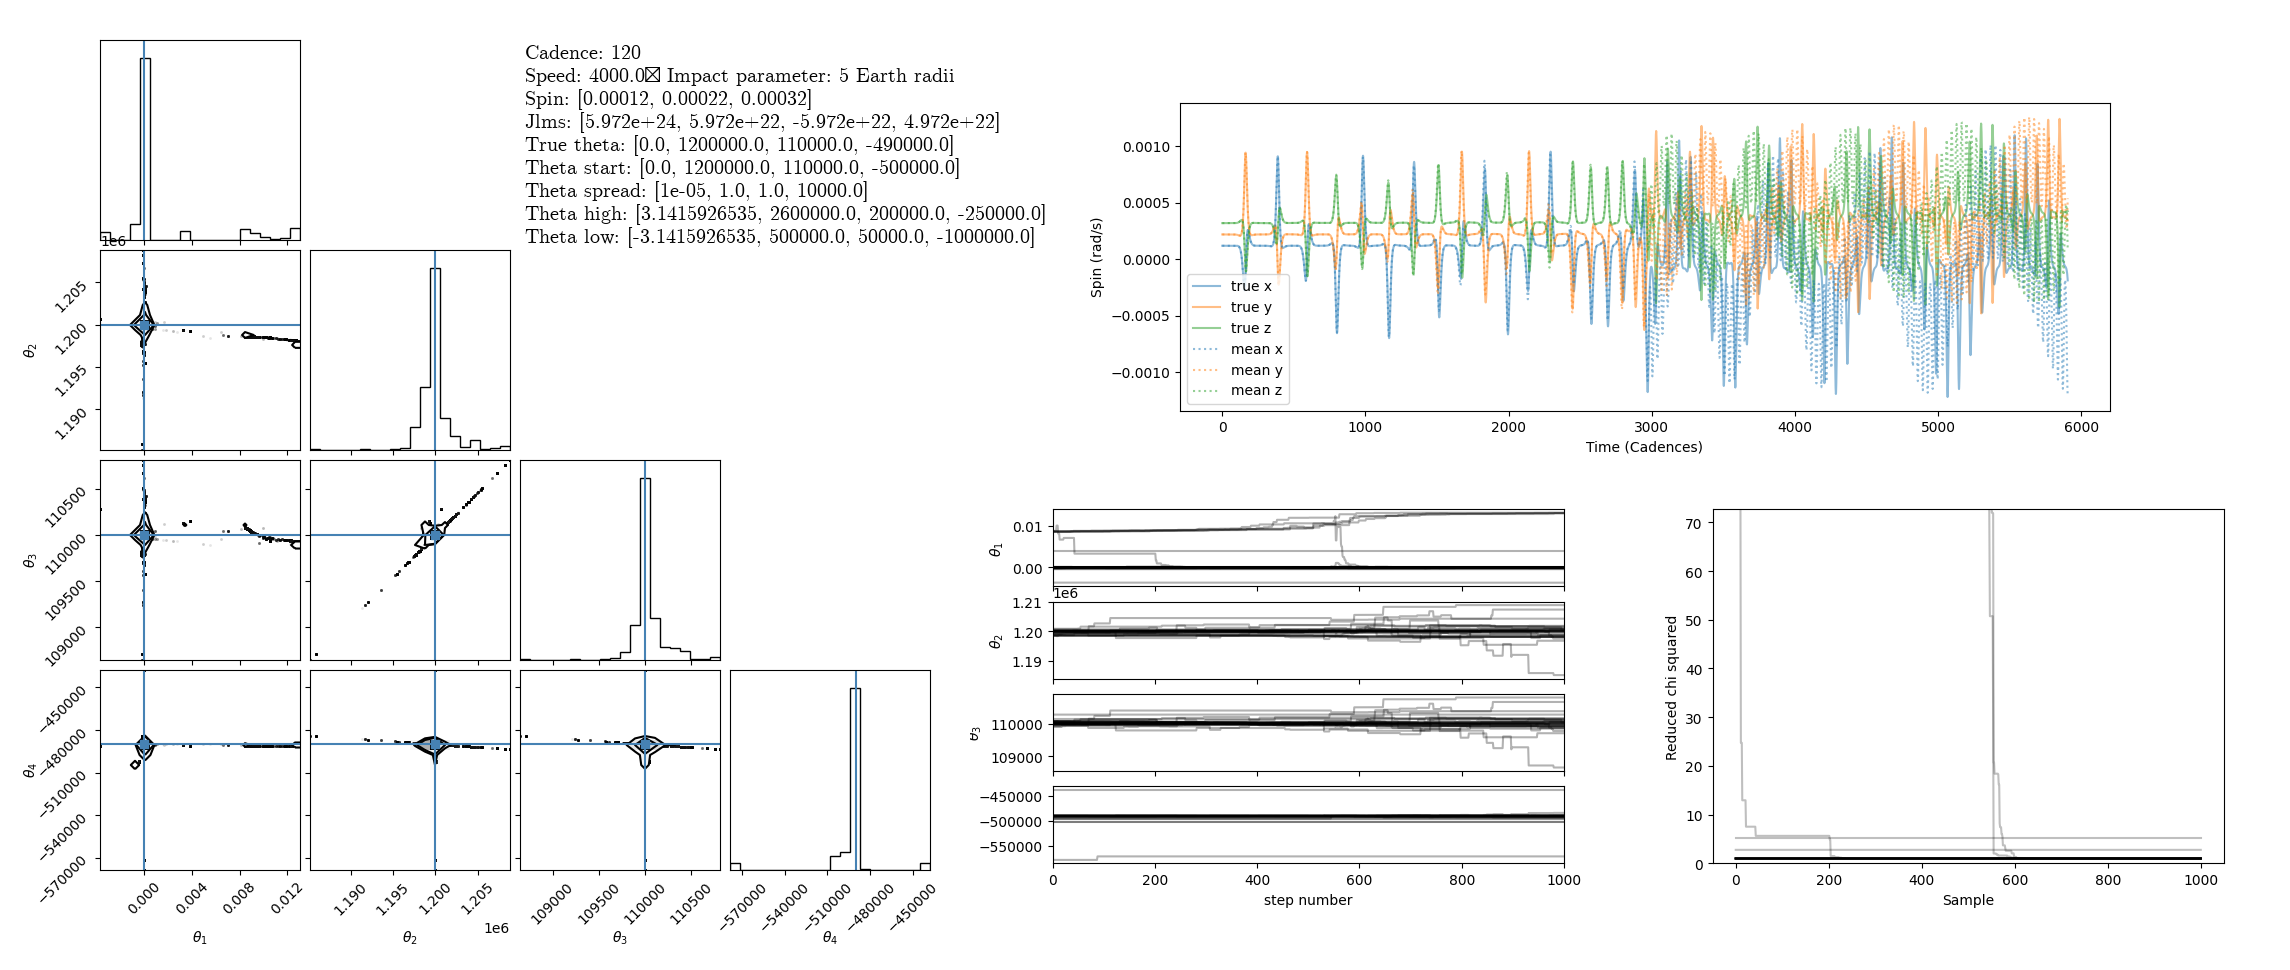 Cadence: 120
Speed: 4000.0 Impact parameter: 5 Earth radii
Spin: [0.00012, 0.00022, 0.00032]
Jlms: [5.972e+24, 5.972e+22, -5.972e+22, 4.972e+22]
True theta: [0.0, 1200000.0, 110000.0, -490000.0]
Theta start: [0.0, 1200000.0, 110000.0, -500000.0]
Theta spread: [1e-05, 1.0, 1.0, 10000.0]
Theta high: [3.1415926535, 2600000.0, 200000.0, -250000.0]
Theta low: [-3.1415926535, 500000.0, 50000.0, -1000000.0]
1e6
1.205
1.200
1.195
1.190
θ2
110500
110000
109500
109000
θ3
−450000
−480000
−510000
−540000
−570000
θ4
0.000 0.004 0.008 0.012
θ1
1.190 1.195 1.200 1.205
1e6
θ2
109000 109500 110000 110500
θ3
−570000 −540000 −510000 −480000 −450000
θ4
0.0010
0.0005
0.0000
−0.0005
−0.0010
Spin (rad/s)
true x
true y
true z
mean x
mean y
mean z
0 1000 2000 3000 4000 5000 6000
Time (Cadences)
0.01
0.00
θ1
1e6
1.21
1.20
1.19
θ2
110000
109000
θ3
−450000
−500000
−550000
0 200 400 600 800 1000
step number
70
60
50
40
30
20
10
0
Reduced chi squared
0 200 400 600 800 1000
Sample